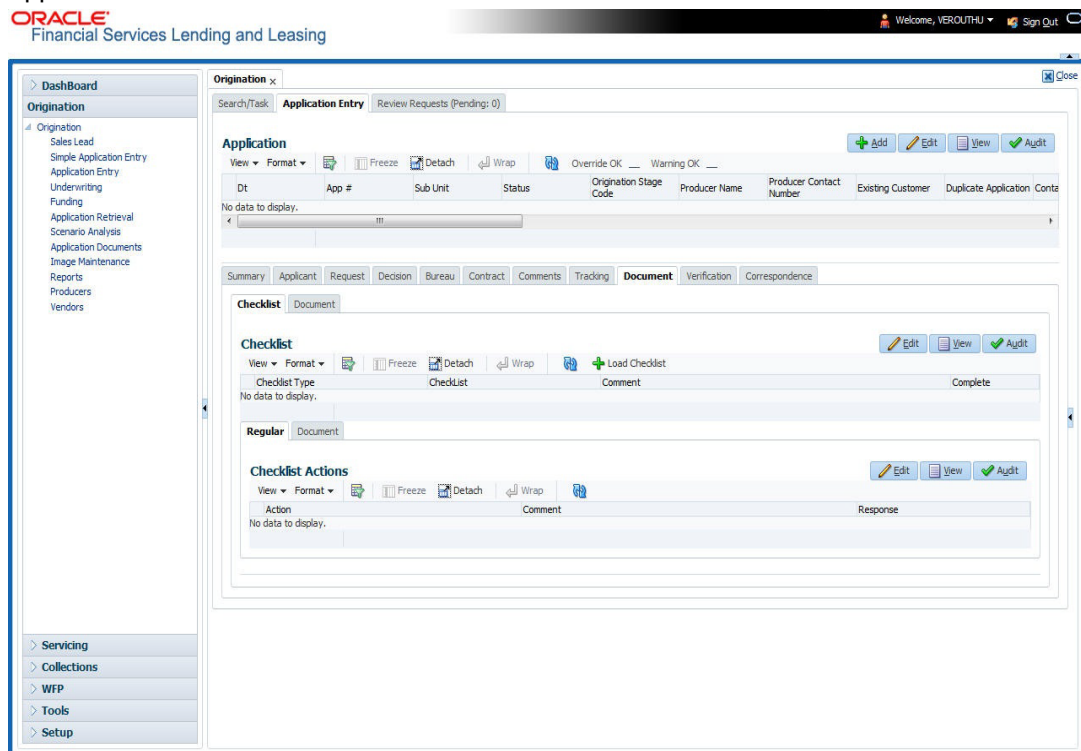 ORACLE
Financial Services Lending and Leasing
Welcome, VEROUTHU
Sign Out
Close
DashBoard
Origination
Origination
Sales Lead
Simple Application Entry
Application Entry
Underwriting
Funding
Application Retrieval
Scenario Analysis
Application Documents
Image Maintenance
Reports
Producers
Vendors
Servicing
Collections
WFP
Tools
Setup
Origination x
Search/Task Application Entry Review Requests (Pending: 0)
Application
Add Edit View Audit
View Format Freeze Detach Wrap Override OK __ Warning OK __
Dt App # Sub Unit Status Origination Stage Code Producer Name Producer Contact Number Existing Customer Duplicate Application Conta
No data to display.
Summary Applicant Request Decision Bureau Contract Comments Tracking Document Verification Correspondence
Checklist Document
Checklist
Edit View Audit
View Format Freeze Detach Wrap Load Checklist
Checklist Type CheckList Comment Complete
No data to display.
Regular Document
Checklist Actions
Edit View Audit
View Format Freeze Detach Wrap
Action Comment Response
No data to display.